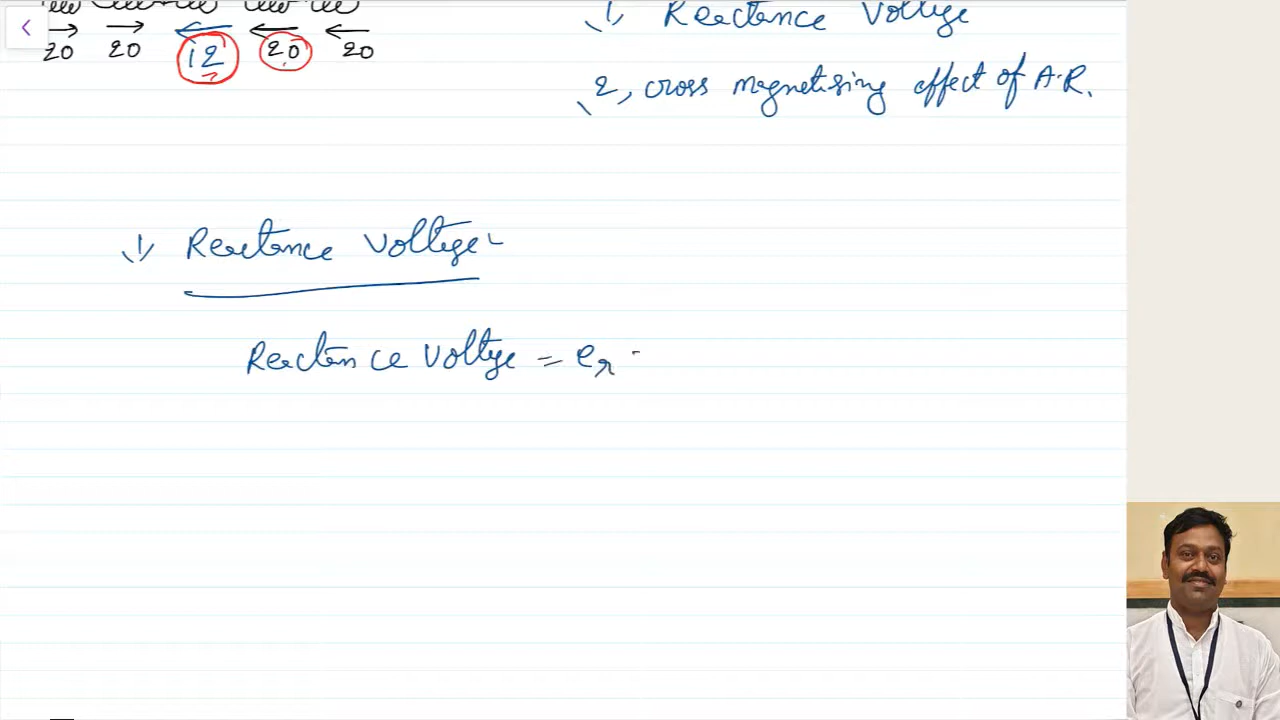 1) Reactance Voltage
20 20 12 20 20
2, cross magnetising effect of A.R.
1) Reactance Voltage-
Reactance Voltage = er